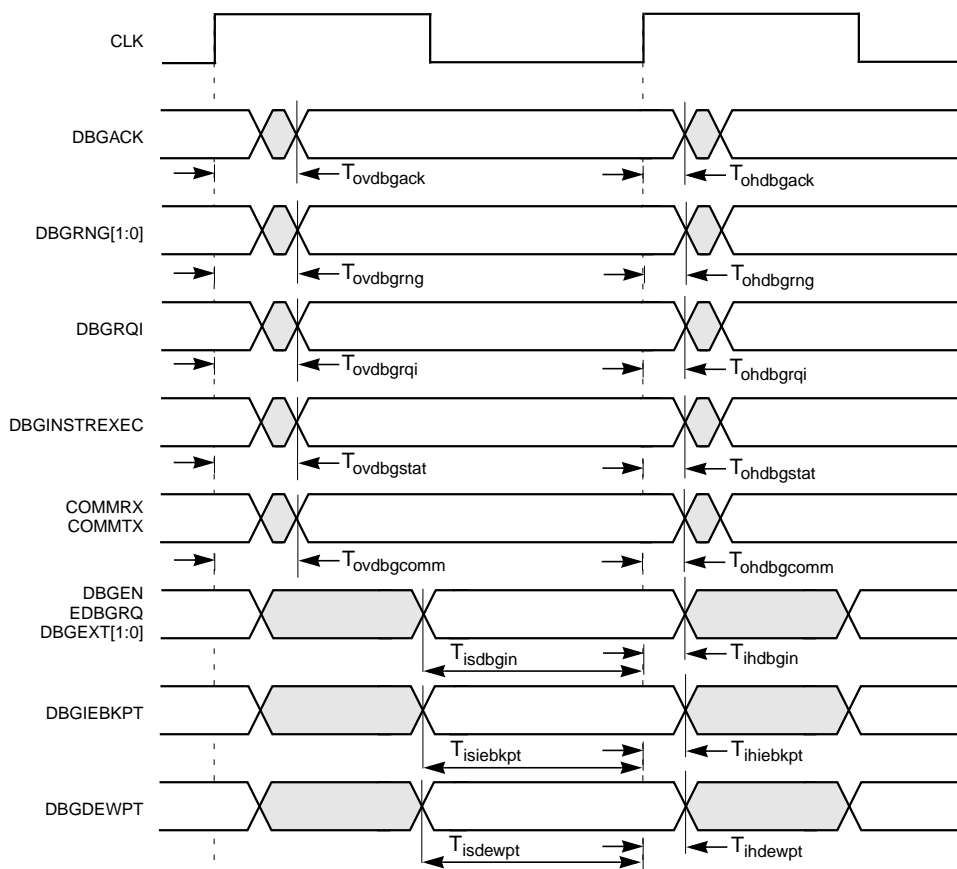 CLK
DBGACK
Tovdbgack
Tohdbgack
DBGRNG[1:0]
Tovdbgrng
Tohdbgrng
DBGRQI
Tovdbgrqi
Tohdbgrqi
DBGINSTREXEC
Tovdbgstat
Tohdbgstat
COMMRX
COMMTX
Tovdbgcomm
Tohdbgcomm
DBGEN
EDBGRQ
DBGEXT[1:0]
Tisdbgin
Tihdbgin
DBGIEBKPT
Tisiebkpt
Tihiebkpt
DBGDEWPT
Tisdewpt
Tihdewpt